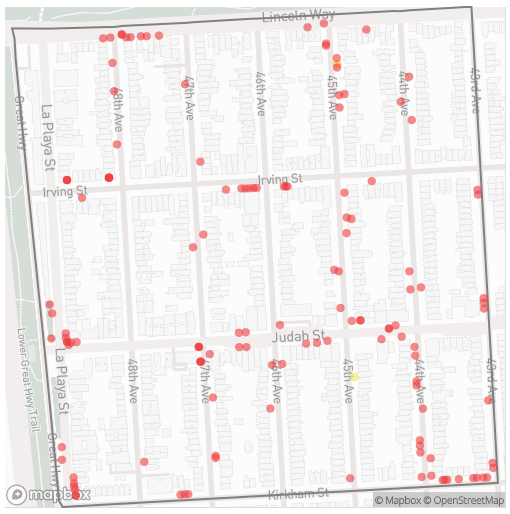 Lincoln Way
Great Hwy
La Playa St
48th Ave
47th Ave
46th Ave
45th Ave
44th Ave
43rd Ave
Irving St
Irving St
Judah St
Lower Great Hwy Trail
La Playa St
48th Ave
47th Ave
46th Ave
45th Ave
44th Ave
43rd Ave
Great Hwy
Kirkham St
mapbox
© Mapbox © OpenStreetMap